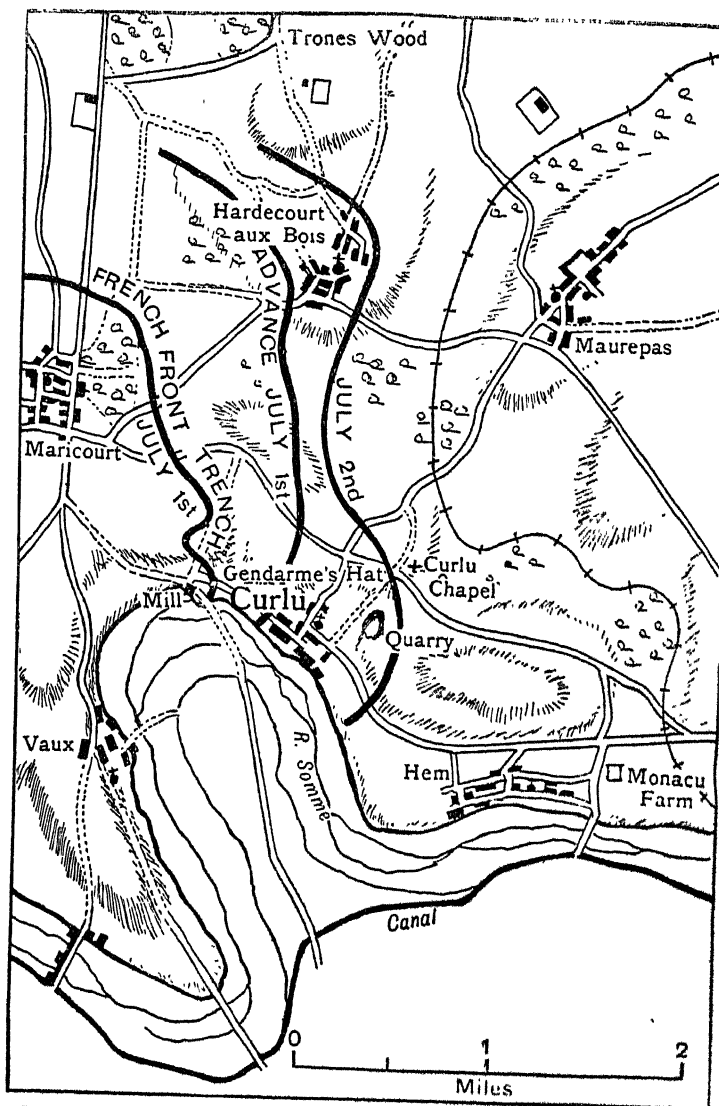 Trones Wood
Hardecourt
aux Bois
ADVANCE JULY 1st
FRENCH FRONT TRENCH
JULY 1st
JULY 2nd
Maurepas
Maricourt
Gendarme's Hat
Curlu
Chapel
Mill
Curlu
Quarry
Vaux
R. Somme
Hem
Monacu
Farm
Canal
0 1 2
Miles